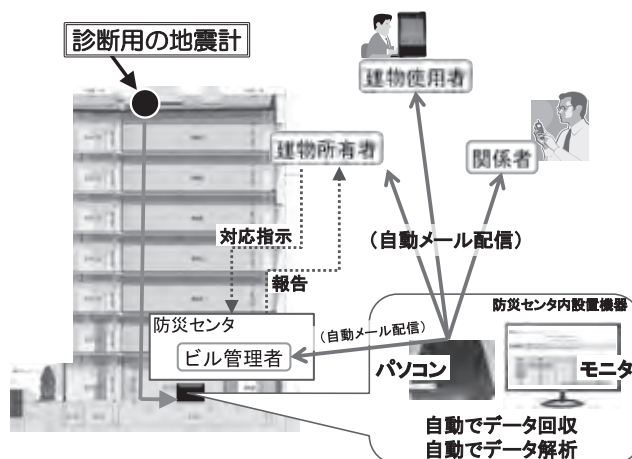 診断用の地震計
建物使用者
建物所有者
関係者
対応指示
(自動メール配信)
報告
防災センタ内設置機器
防災センタ
(自動メール配信)
ビル管理者
パソコン
モニタ
自動でデータ回収
自動でデータ解析